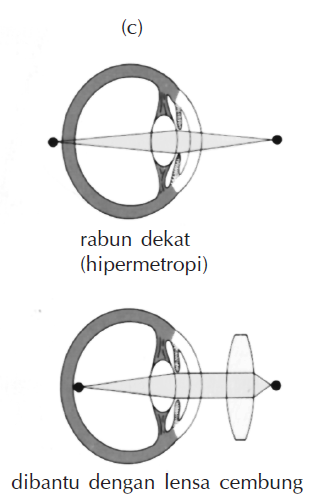 (c)
rabun dekat
(hipermetropi)
dibantu dengan lensa cembung